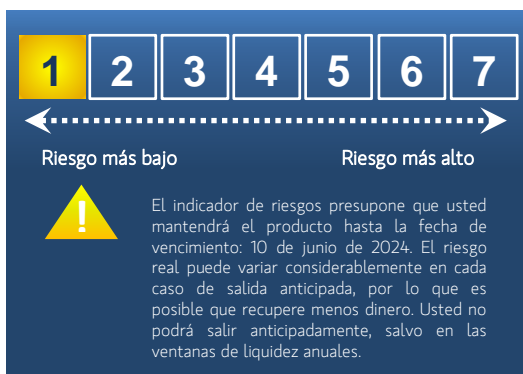 1 2 3 4 5 6 7
Riesgo más bajo Riesgo más alto
!
El indicador de riesgos presupone que usted
mantendrá el producto hasta la fecha de
vencimiento: 10 de junio de 2024. El riesgo
real puede variar considerablemente en cada
caso de salida anticipada, por lo que es
posible que recupere menos dinero. Usted no
podrá salir anticipadamente, salvo en las
ventanas de liquidez anuales.